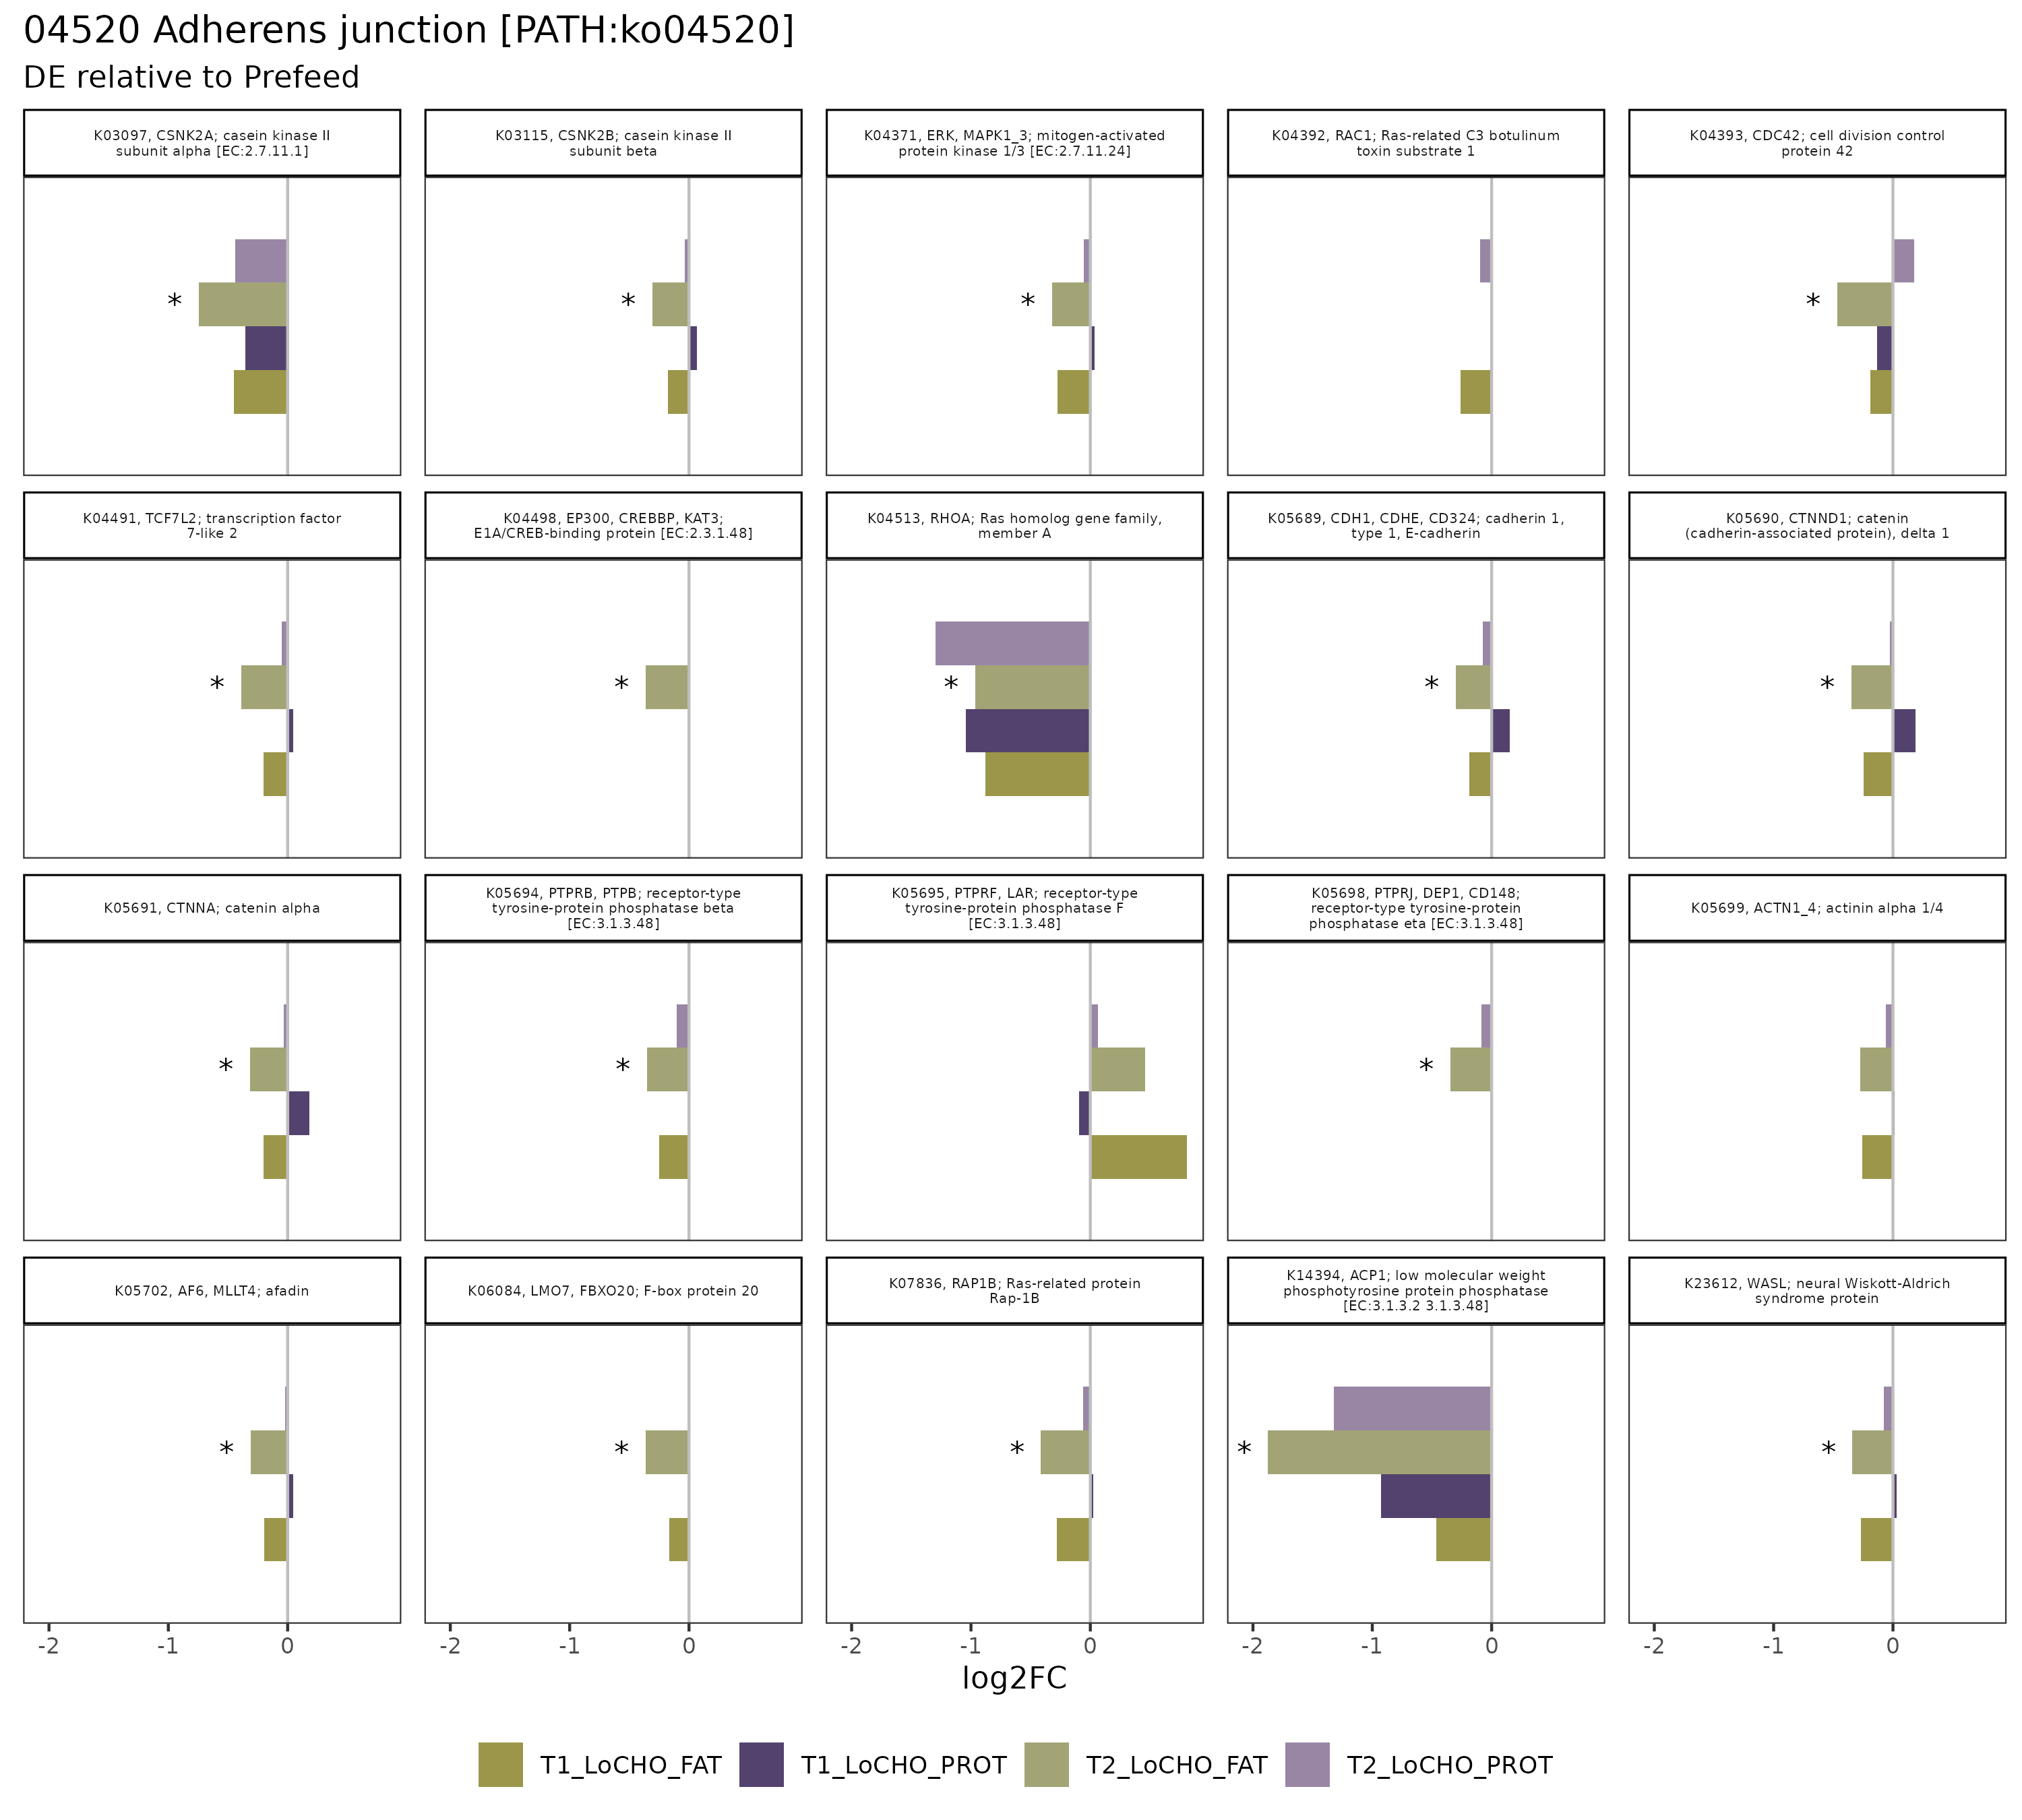 04520 Adherens junction [PATH:ko04520]
DE relative to Prefeed
K03097, CSNK2A; casein kinase II
subunit alpha [EC:2.7.11.1]
K03115, CSNK2B; casein kinase II
subunit beta
K04371, ERK, MAPK1_3; mitogen-activated
protein kinase 1/3 [EC:2.7.11.24]
K04392, RAC1; Ras-related C3 botulinum
toxin substrate 1
K04393, CDC42; cell division control
protein 42
*
*
*
*
K04491, TCF7L2; transcription factor
7-like 2
K04498, EP300, CREBBP, KAT3;
E1A/CREB-binding protein [EC:2.3.1.48]
K04513, RHOA; Ras homolog gene family,
member A
K05689, CDH1, CDHE, CD324; cadherin 1,
type 1, E-cadherin
K05690, CTNND1; catenin
(cadherin-associated protein), delta 1
*
*
*
*
*
K05691, CTNNA; catenin alpha
K05694, PTPRB, PTPB; receptor-type
tyrosine-protein phosphatase beta
[EC:3.1.3.48]
K05695, PTPRF, LAR; receptor-type
tyrosine-protein phosphatase F
[EC:3.1.3.48]
K05698, PTPRJ, DEP1, CD148;
receptor-type tyrosine-protein
phosphatase eta [EC:3.1.3.48]
K05699, ACTN1_4; actinin alpha 1/4
*
*
*
K05702, AF6, MLLT4; afadin
K06084, LMO7, FBXO20; F-box protein 20
K07836, RAP1B; Ras-related protein
Rap-1B
K14394, ACP1; low molecular weight
phosphotyrosine protein phosphatase
[EC:3.1.3.2 3.1.3.48]
K23612, WASL; neural Wiskott-Aldrich
syndrome protein
*
*
*
*
*
-2 -1 0
-2 -1 0
-2 -1 0
-2 -1 0
-2 -1 0
log2FC
T1_LoCHO_FAT T1_LoCHO_PROT T2_LoCHO_FAT T2_LoCHO_PROT